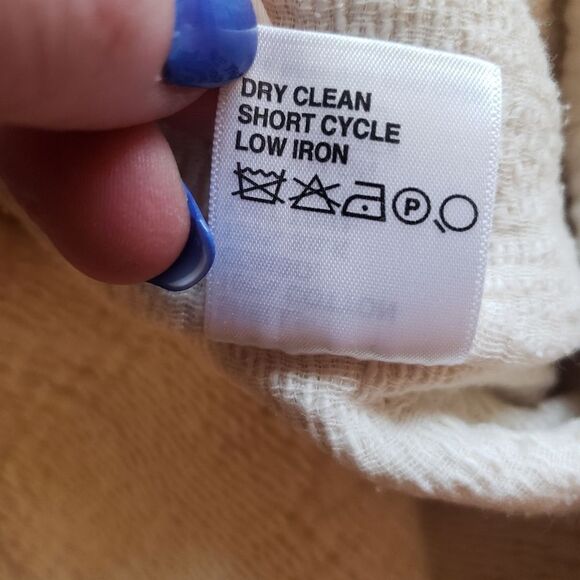 DRY CLEAN
SHORT CYCLE
LOW IRON
P